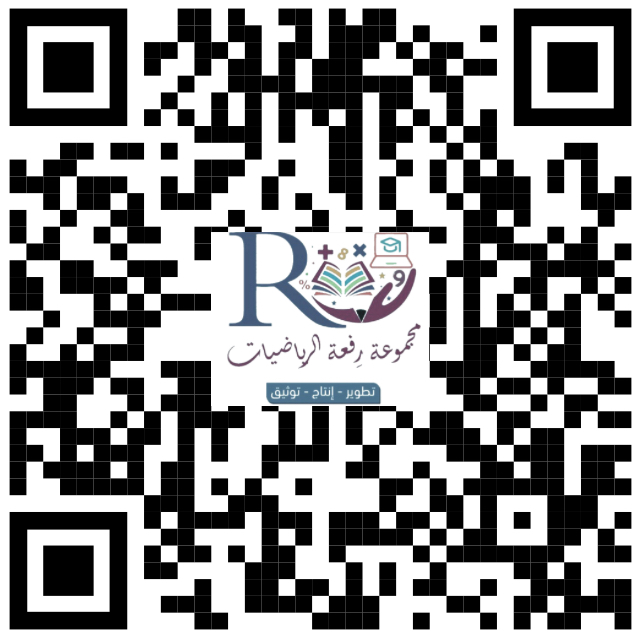 R
مجموعة رفعة الرياضيات
تطوير - إنتاج - توثيق